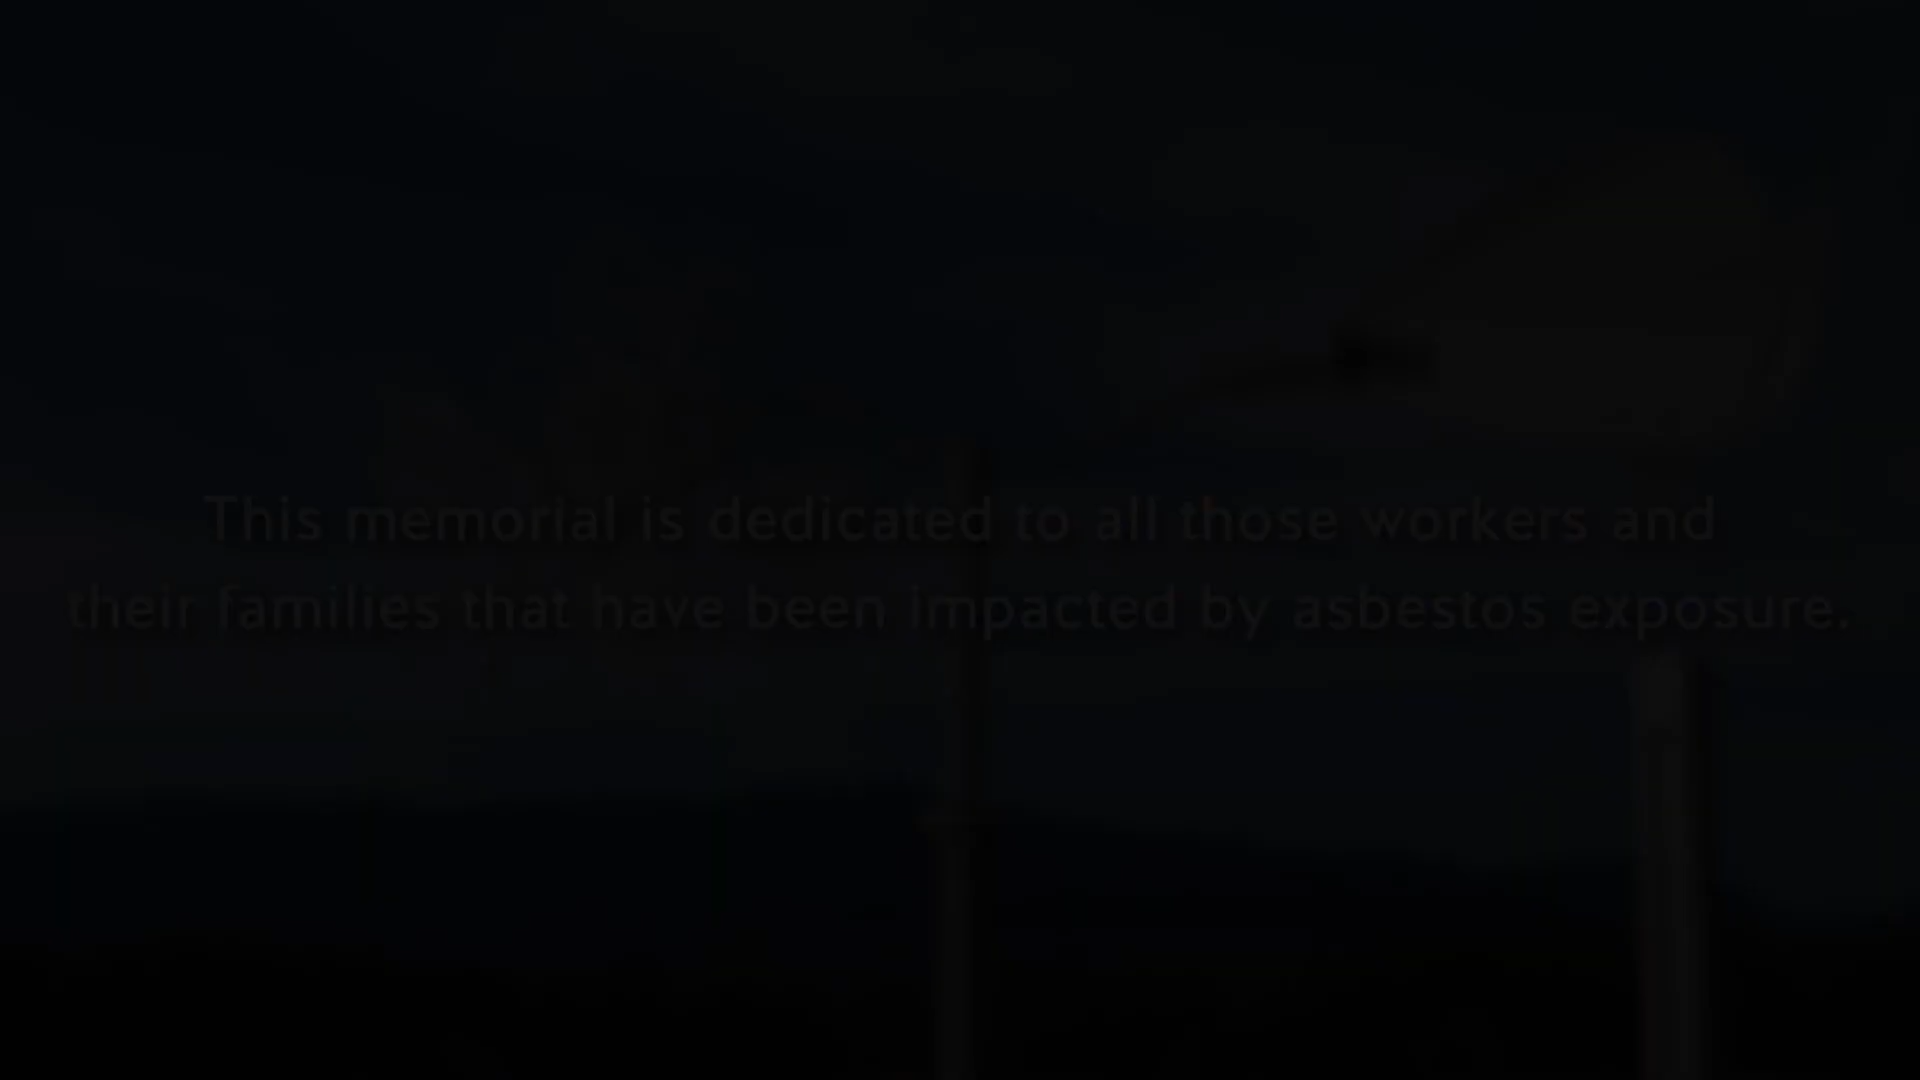 This memorial is dedicated to all those workers and
their families that have been impacted by asbestos exposure.